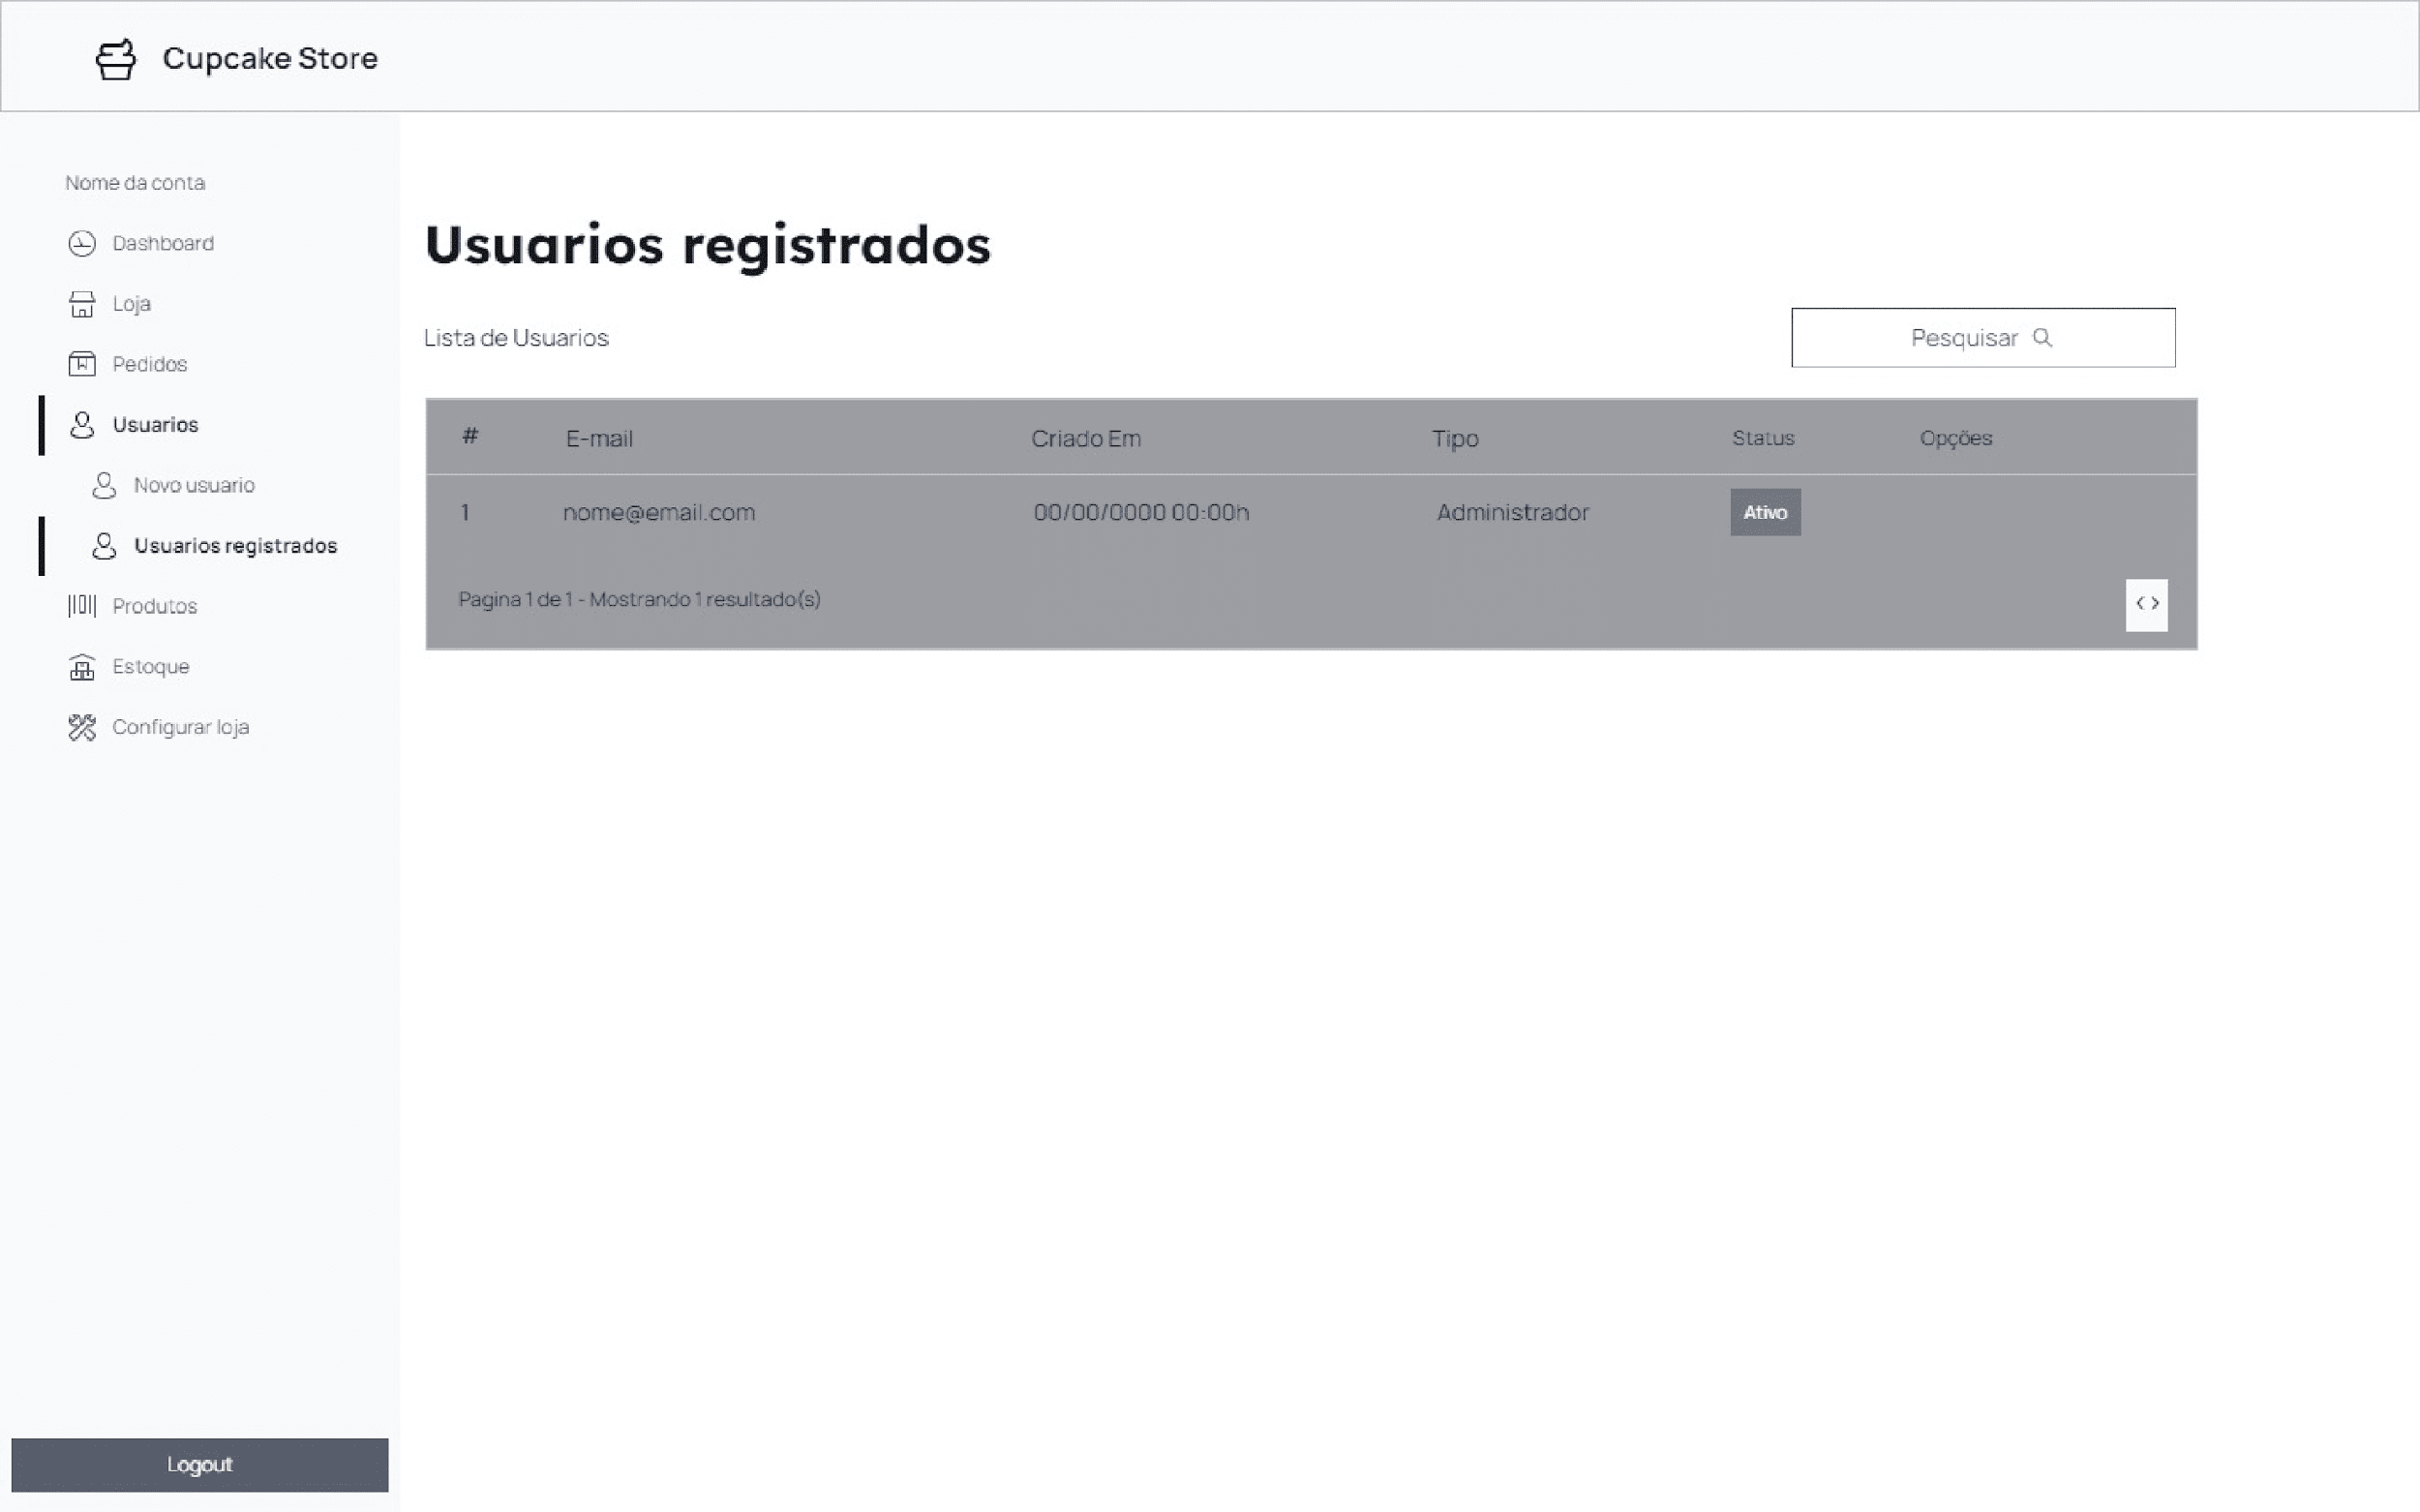 Cupcake Store
Nome da conta
Dashboard
Loja
Pedidos
Usuarios
Novo usuario
Usuarios registrados
Produtos
Estoque
Configurar loja
Logout
Usuarios registrados
Lista de Usuarios
Pesquisar
# E-mail Criado Em Tipo Status Opções
1 nome@email.com 00/00/0000 00:00h Administrador Ativo
Pagina 1 de 1 - Mostrando 1 resultado(s)